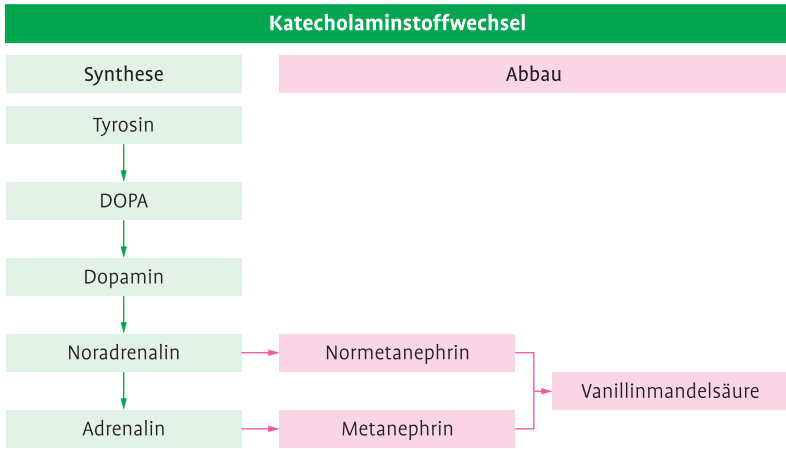 Katecholaminstoffwechsel
Synthese
Abbau
Tyrosin
DOPA
Dopamin
Noradrenalin
Normetanephrin
Vanillinmandelsäure
Adrenalin
Metanephrin